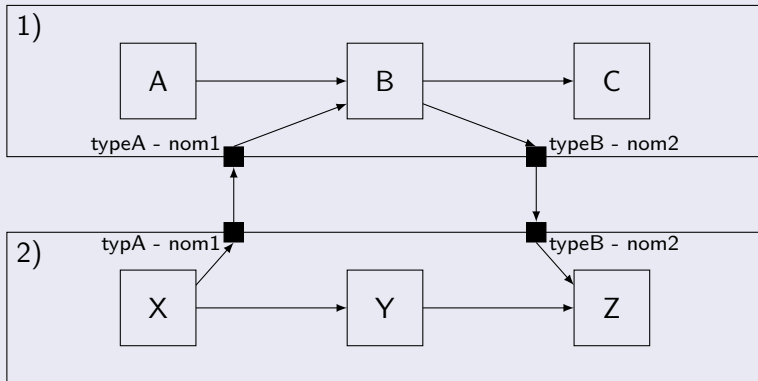 1)
A
B
C
typeA - nom1
typeB - nom2
typA - nom1
typeB - nom2
2)
X
Y
Z